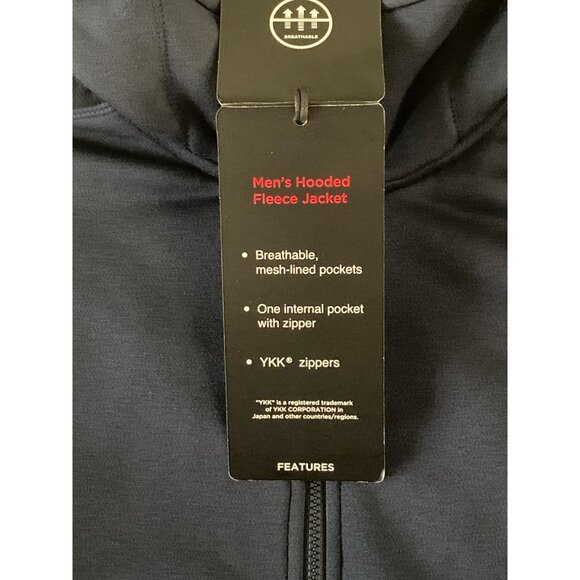 BREATHABLE
Men's Hooded
Fleece Jacket
• Breathable,
mesh-lined pockets
• One internal pocket
with zipper
• YKK® zippers
"YKK" is a registered trademark
of YKK CORPORATION in
Japan and other countries/regions.
FEATURES